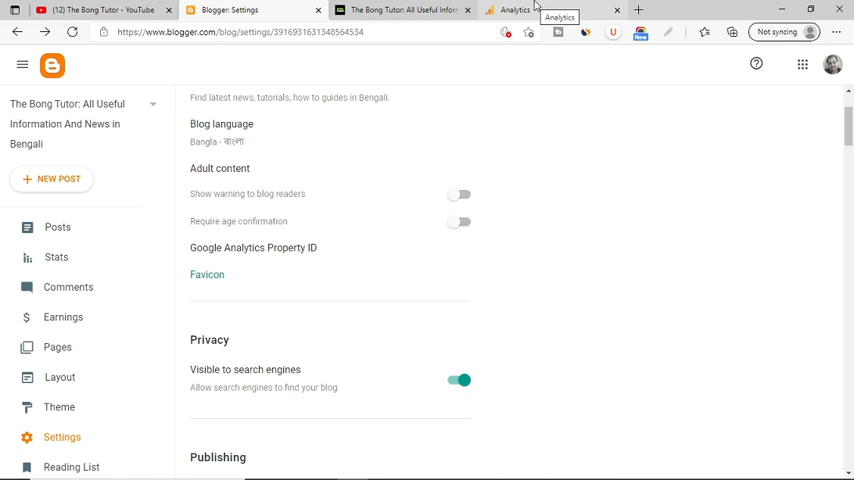 (12) The Bong Tutor - YouTube
Blogger: Settings
The Bong Tutor: All Useful Inform
Analytics
Analytics
https://www.blogger.com/blog/settings/3916931631348564534
New
Not syncing
The Bong Tutor: All Useful
Information And News in
Bengali
+ NEW POST
Posts
Stats
Comments
Earnings
Pages
Layout
Theme
Settings
Reading List
Find latest news, tutorials, how to guides in Bengali.
Blog language
Bangla - বাংলা
Adult content
Show warning to blog readers
Require age confirmation
Google Analytics Property ID
Favicon
Privacy
Visible to search engines
Allow search engines to find your blog
Publishing